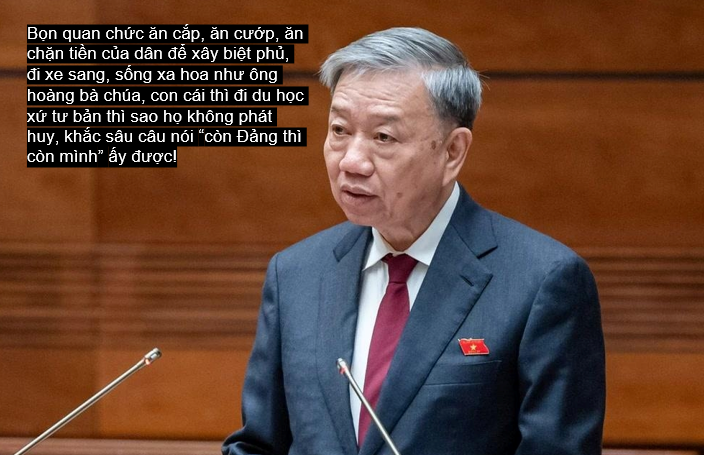 Bọn quan chức ăn cắp, ăn cướp, ăn
chặn tiền của dân để xây biệt phủ,
đi xe sang, sống xa hoa như ông
hoàng bà chúa, con cái thì đi du học
xứ tư bản thì sao họ không phát
huy, khắc sâu câu nói “còn Đảng thì
còn mình” ấy được!